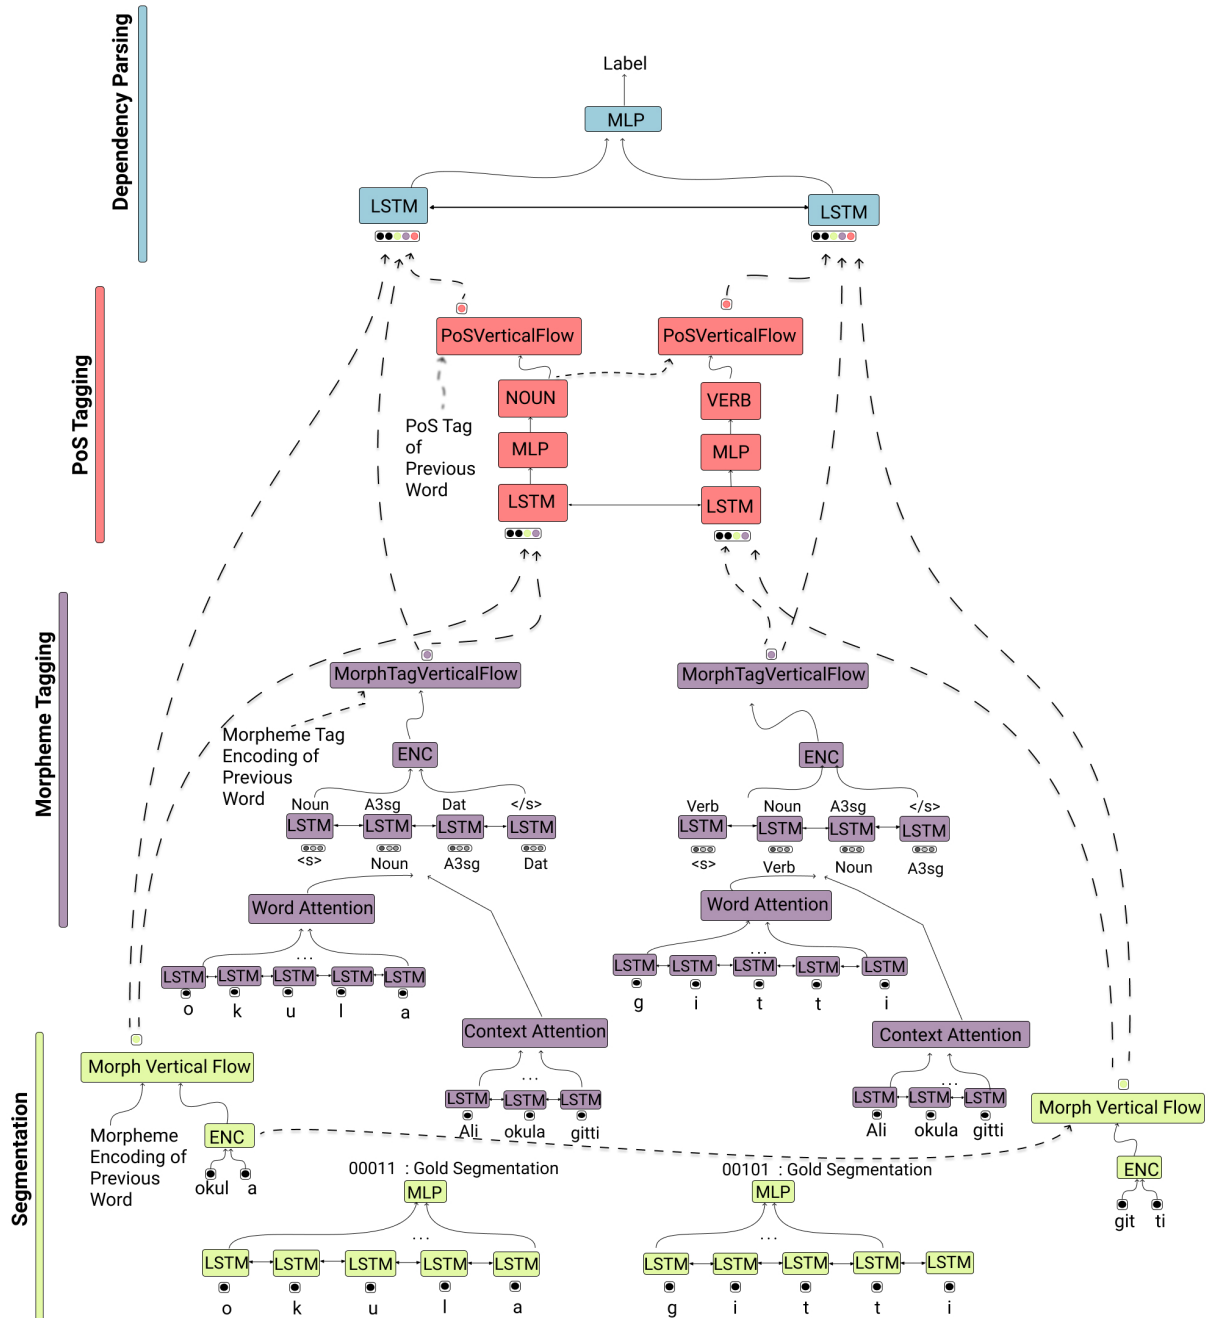 Dependency Parsing
Label
MLP
LSTM
LSTM
PoS Tagging
PoSVerticalFlow
PoSVerticalFlow
NOUN
VERB
PoS Tag
of
Previous
Word
MLP
MLP
LSTM
LSTM
Morpheme Tagging
MorphTagVerticalFlow
MorphTagVerticalFlow
Morpheme Tag
Encoding of
Previous
Word
ENC
ENC
Noun A3sg Dat </s>
Verb Noun A3sg </s>
LSTM LSTM LSTM LSTM
LSTM LSTM LSTM LSTM
<s> Noun A3sg Dat
<s> Verb Noun A3sg
Word Attention
Word Attention
...
...
LSTM LSTM LSTM LSTM LSTM
LSTM LSTM LSTM LSTM LSTM
o k u l a
g i t t i
Context Attention
Context Attention
...
...
LSTM LSTM LSTM
LSTM LSTM LSTM
Ali okula gitti
Ali okula gitti
Segmentation
Morph Vertical Flow
Morph Vertical Flow
Morpheme
Encoding of
Previous
Word
ENC
okul a
ENC
git ti
00011 : Gold Segmentation
00101 : Gold Segmentation
MLP
MLP
...
...
LSTM LSTM LSTM LSTM LSTM
LSTM LSTM LSTM LSTM LSTM
o k u l a
g i t t i